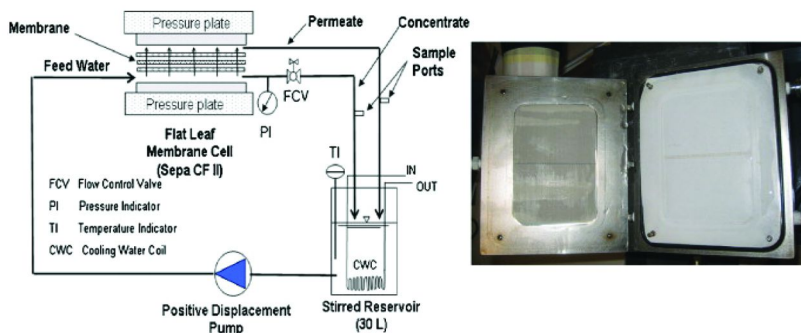 Pressure plate
Membrane
Feed Water
Pressure plate
Flat Leaf
Membrane Cell
(Sepa CF II)
Permeate
Concentrate
Sample
Ports
FCV
PI
TI
IN
OUT
FCV Flow Control Valve
PI Pressure Indicator
TI Temperature Indicator
CWC Cooling Water Coil
CWC
Positive Displacement
Pump
Stirred Reservoir
(30 L)